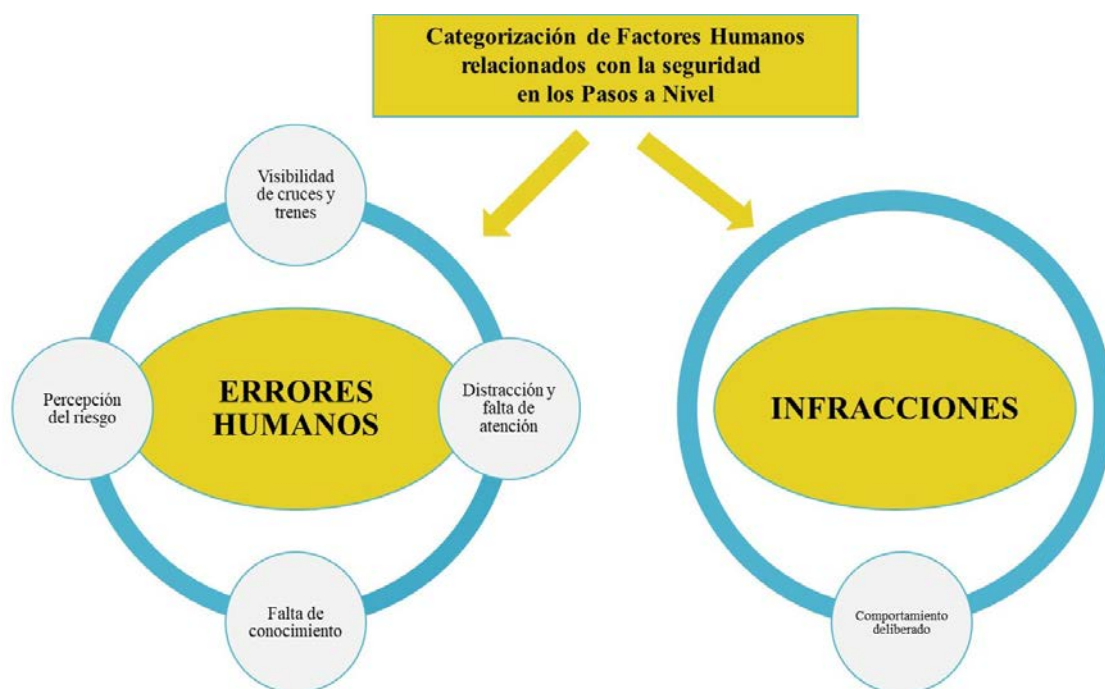 Categorización de Factores Humanos
relacionados con la seguridad
en los Pasos a Nivel
Visibilidad
de cruces y
trenes
Percepción
del riesgo
ERRORES
HUMANOS
Distracción y
falta de
atención
Falta de
conocimiento
INFRACCIONES
Comportamiento
deliberado